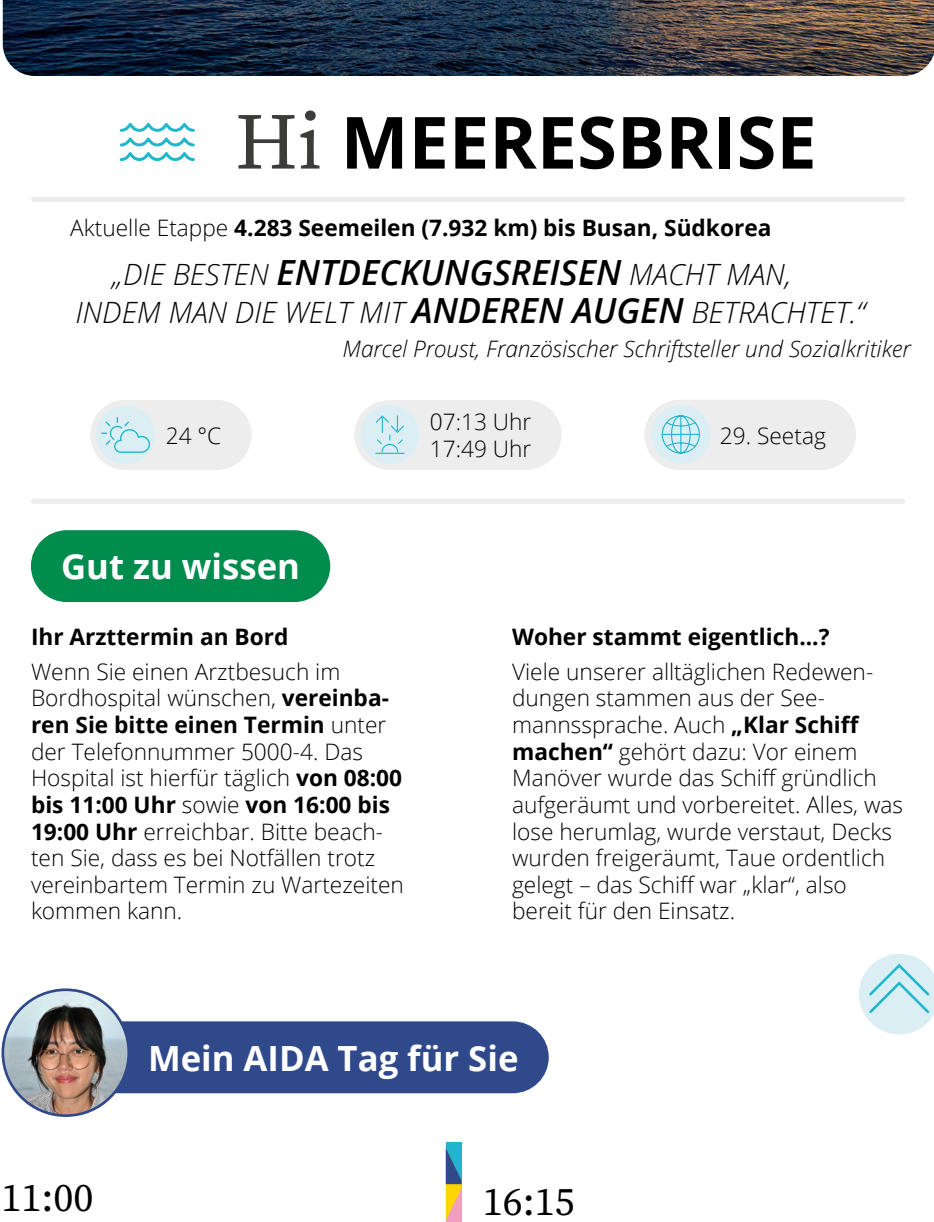 Hi MEERESBRISE
Aktuelle Etappe 4.283 Seemeilen (7.932 km) bis Busan, Südkorea
„DIE BESTEN ENTDECKUNGSREISEN MACHT MAN,
INDEM MAN DIE WELT MIT ANDEREN AUGEN BETRACHTET.“
Marcel Proust, Französischer Schriftsteller und Sozialkritiker
24 °C
07:13 Uhr
17:49 Uhr
29. Seetag
Gut zu wissen
Ihr Arzttermin an Bord
Wenn Sie einen Arztbesuch im
Bordhospital wünschen, vereinba-
ren Sie bitte einen Termin unter
der Telefonnummer 5000-4. Das
Hospital ist hierfür täglich von 08:00
bis 11:00 Uhr sowie von 16:00 bis
19:00 Uhr erreichbar. Bitte beach-
ten Sie, dass es bei Notfällen trotz
vereinbartem Termin zu Wartezeiten
kommen kann.
Woher stammt eigentlich...?
Viele unserer alltäglichen Redewen-
dungen stammen aus der See-
mannssprache. Auch „Klar Schiff
machen“ gehört dazu: Vor einem
Manöver wurde das Schiff gründlich
aufgeräumt und vorbereitet. Alles, was
lose herumlag, wurde verstaut, Decks
wurden freigeräumt, Taue ordentlich
gelegt – das Schiff war „klar“, also
bereit für den Einsatz.
Mein AIDA Tag für Sie
11:00
16:15